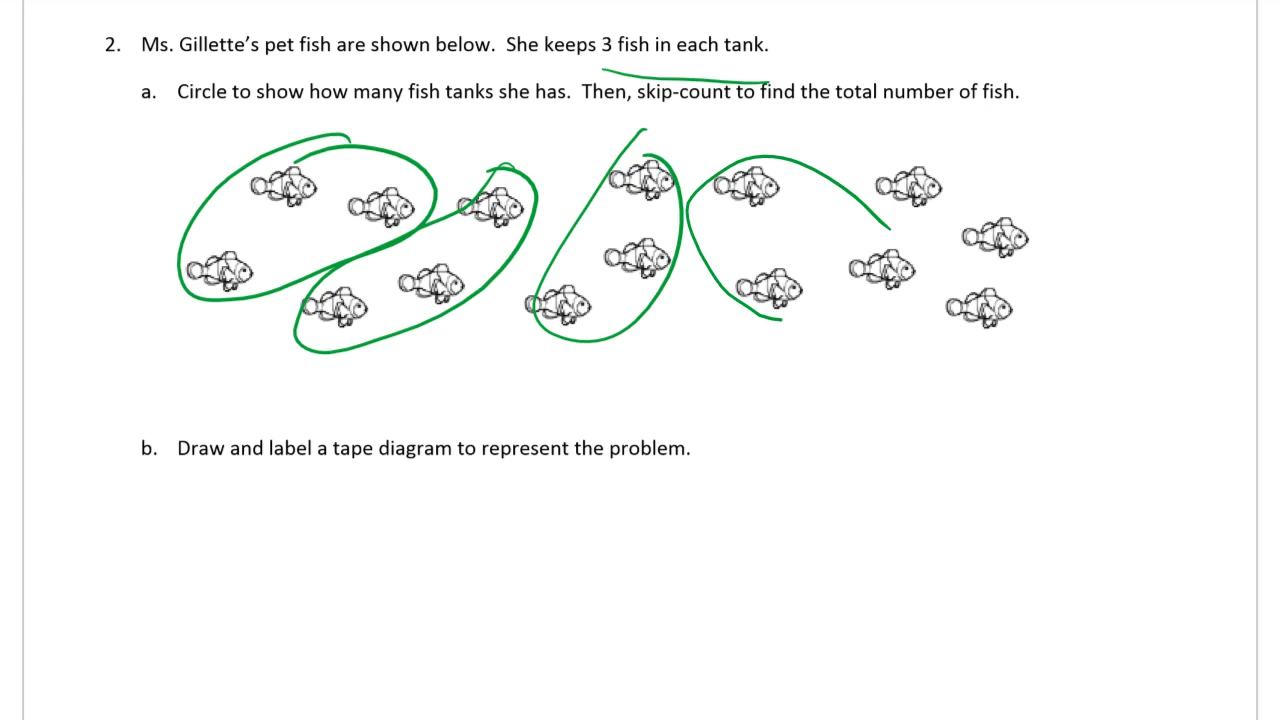 2. Ms. Gillette’s pet fish are shown below. She keeps 3 fish in each tank.
a. Circle to show how many fish tanks she has. Then, skip-count to find the total number of fish.
b. Draw and label a tape diagram to represent the problem.